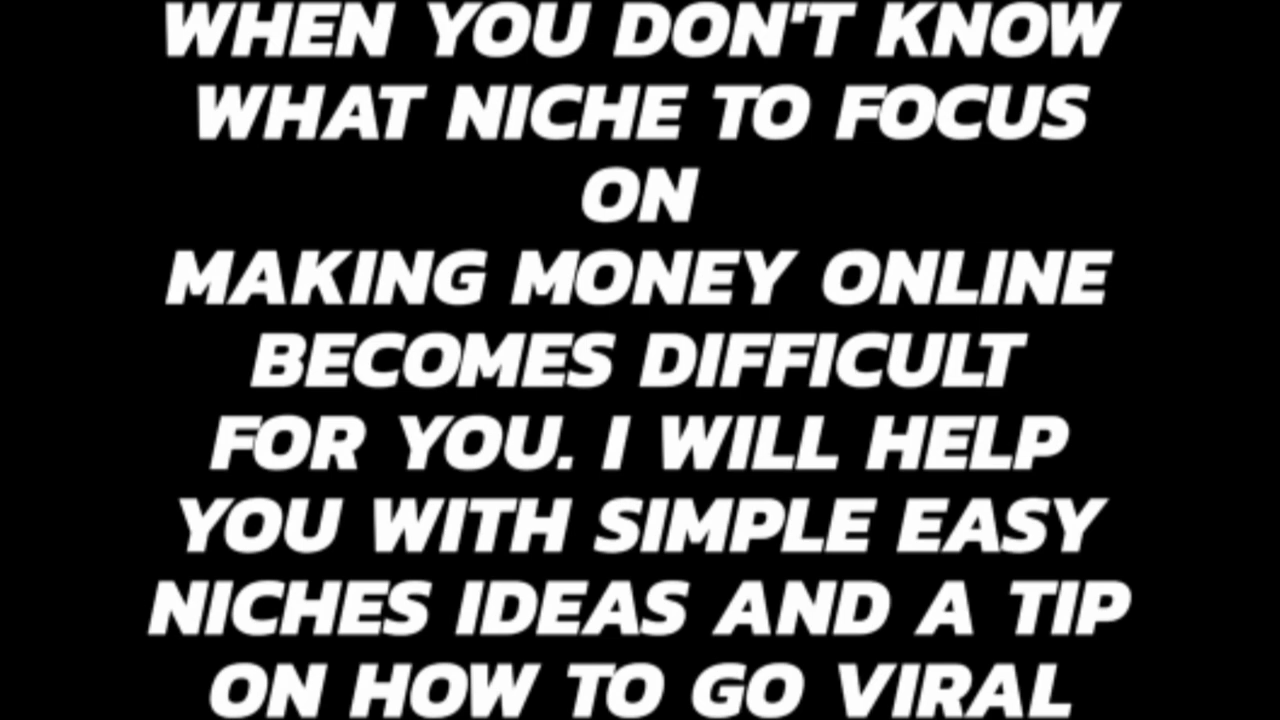 WHEN YOU DON'T KNOW
WHAT NICHE TO FOCUS
ON
MAKING MONEY ONLINE
BECOMES DIFFICULT
FOR YOU. I WILL HELP
YOU WITH SIMPLE EASY
NICHES IDEAS AND A TIP
ON HOW TO GO VIRAL